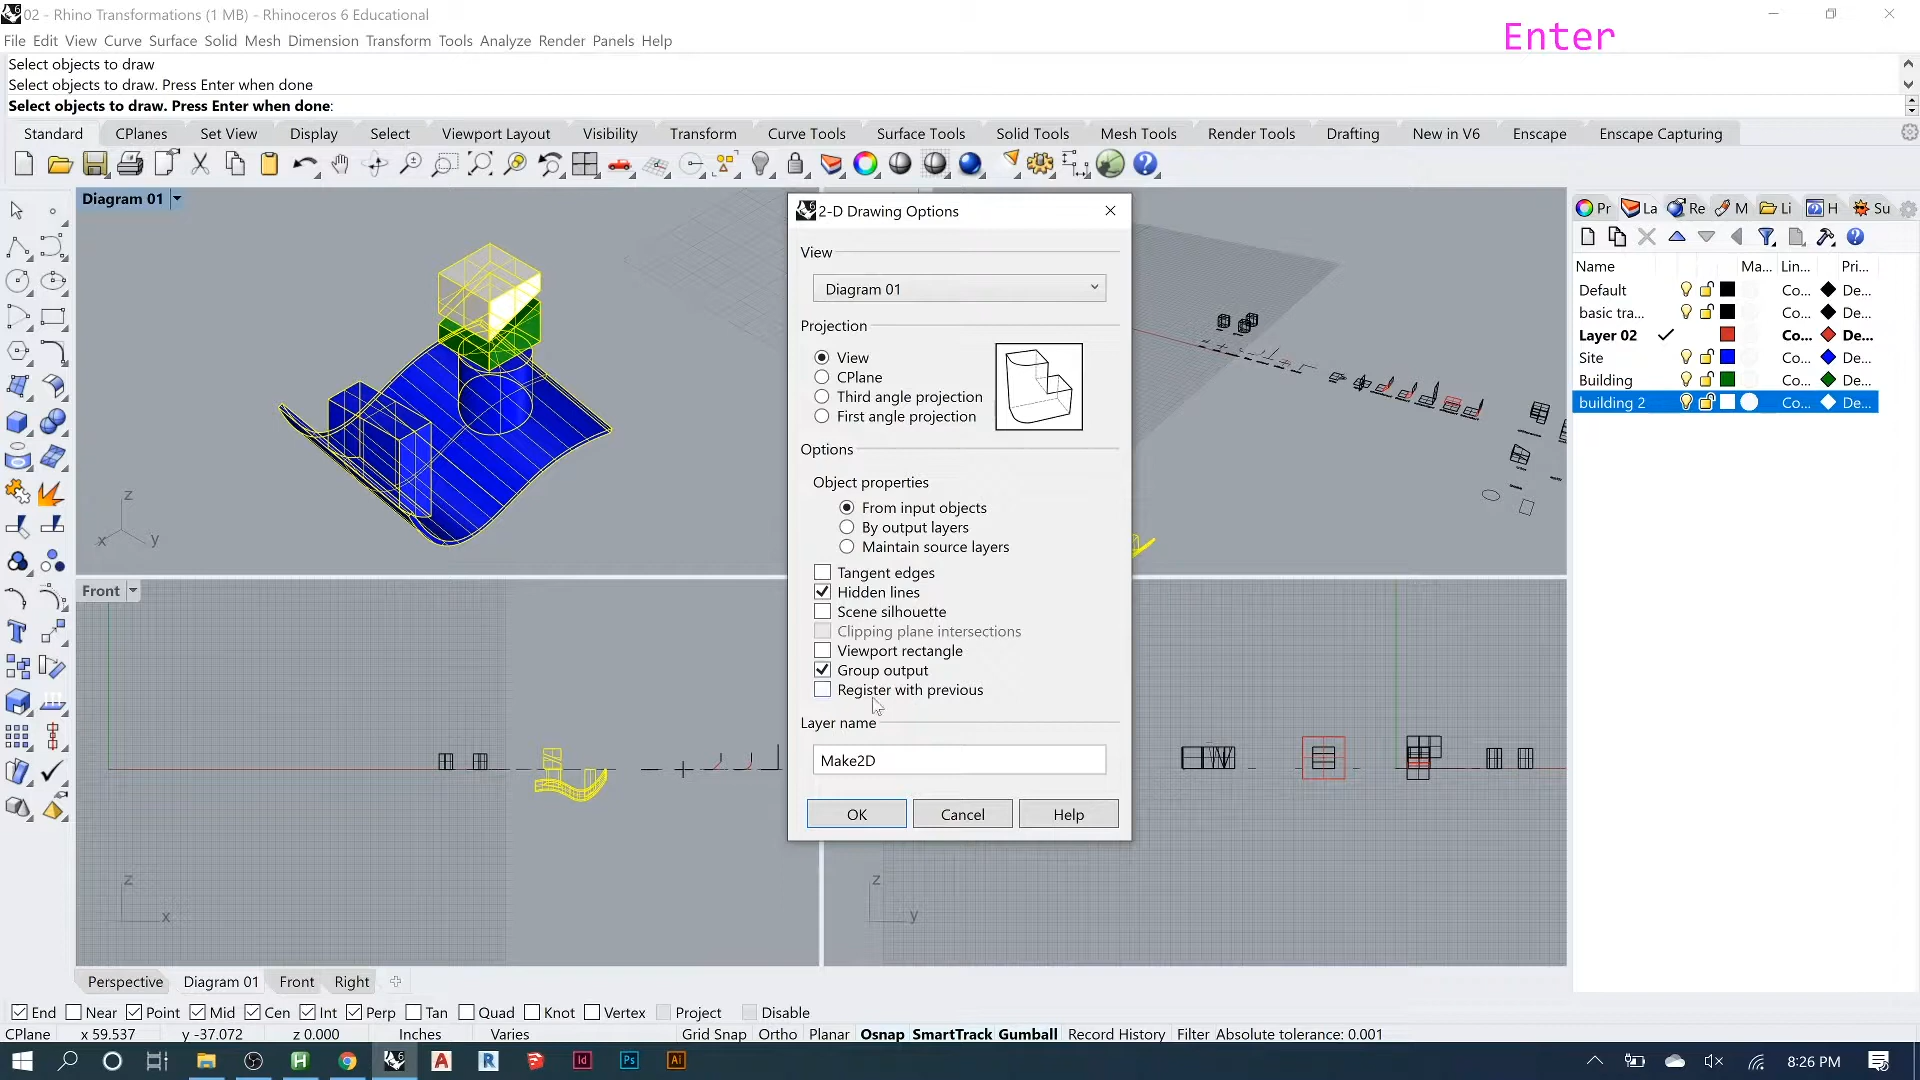 02 - Rhino Transformations (1 MB) - Rhinoceros 6 Educational
Enter
File Edit View Curve Surface Solid Mesh Dimension Transform Tools Analyze Render Panels Help
Select objects to draw
Select objects to draw. Press Enter when done
Select objects to draw. Press Enter when done:
Standard CPlanes Set View Display Select Viewport Layout Visibility Transform Curve Tools Surface Tools Solid Tools Mesh Tools Render Tools Drafting New in V6 Enscape Enscape Capturing
Diagram 01
2-D Drawing Options
Pr La Re M Li H Su
View
Diagram 01
Projection
View
CPlane
Third angle projection
First angle projection
Options
Object properties
From input objects
By output layers
Maintain source layers
Tangent edges
Hidden lines
Scene silhouette
Clipping plane intersections
Viewport rectangle
Group output
Register with previous
Layer name
Make2D
OK Cancel Help
Name Ma... Lin... Pri...
Default Co... De...
basic tra... Co... De...
Layer 02 Co... De...
Site Co... De...
Building Co... De...
building 2 Co... De...
z
x y
Front
z
x
z
y
Perspective Diagram 01 Front Right
End Near Point Mid Cen Int Perp Tan Quad Knot Vertex Project Disable
CPlane x 59.537 y -37.072 z 0.000 Inches Varies Grid Snap Ortho Planar Osnap SmartTrack Gumball Record History Filter Absolute tolerance: 0.001
8:26 PM